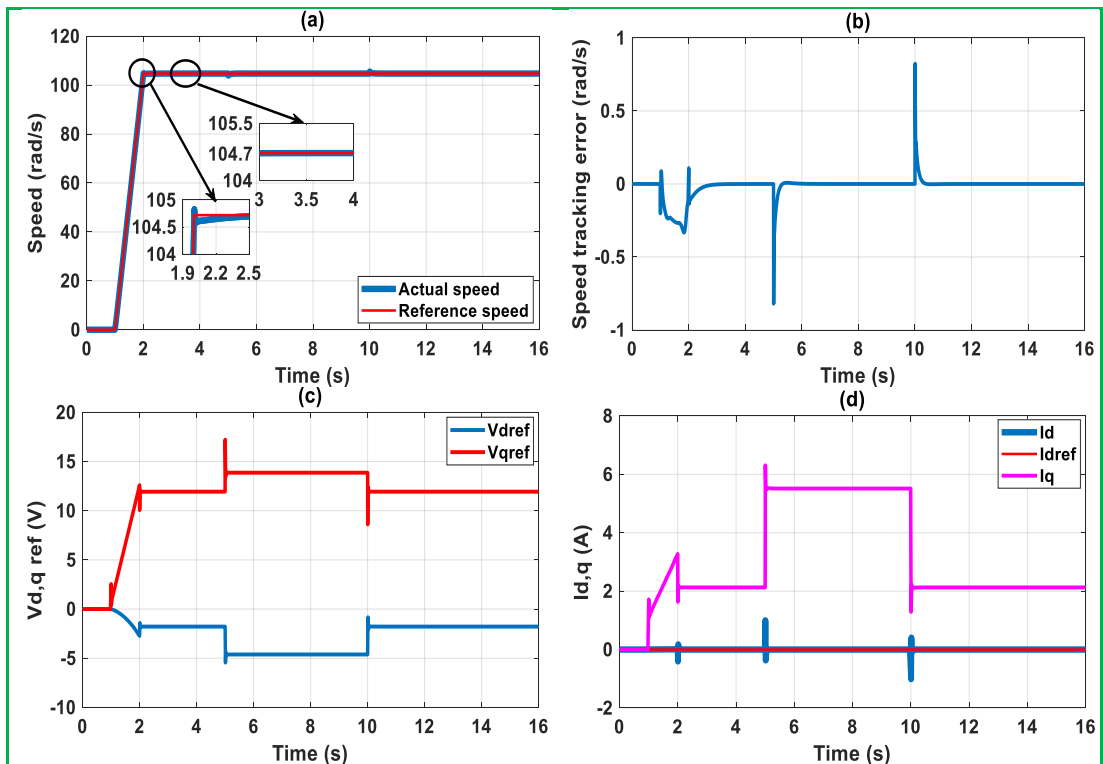 (a)
Speed (rad/s)
120
100
80
60
40
20
0
105.5
104.7
104
3 3.5 4
105
104.5
104
1.9 2.2 2.5
Actual speed
Reference speed
0 2 4 6 8 10 12 14 16
Time (s)
(b)
Speed tracking error (rad/s)
1
0.5
0
-0.5
-1
0 2 4 6 8 10 12 14 16
Time (s)
(c)
Vd,q ref (V)
20
15
10
5
0
-5
-10
Vdref
Vqref
0 2 4 6 8 10 12 14 16
Time (s)
(d)
Id,q (A)
8
6
4
2
0
-2
Id
Idref
Iq
0 2 4 6 8 10 12 14 16
Time (s)